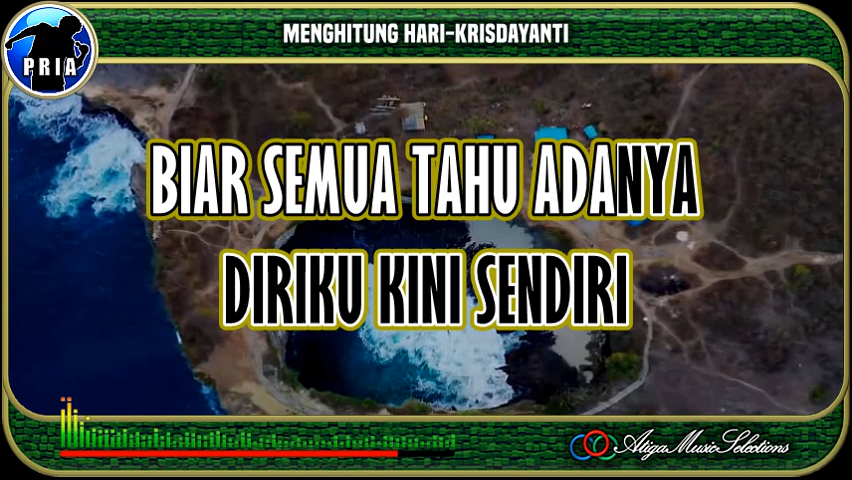 MENGHITUNG HARI-KRISDAYANTI
PRIA
BIAR SEMUA TAHU ADANYA
DIRIKU KINI SENDIRI
AtigaMusicSelections